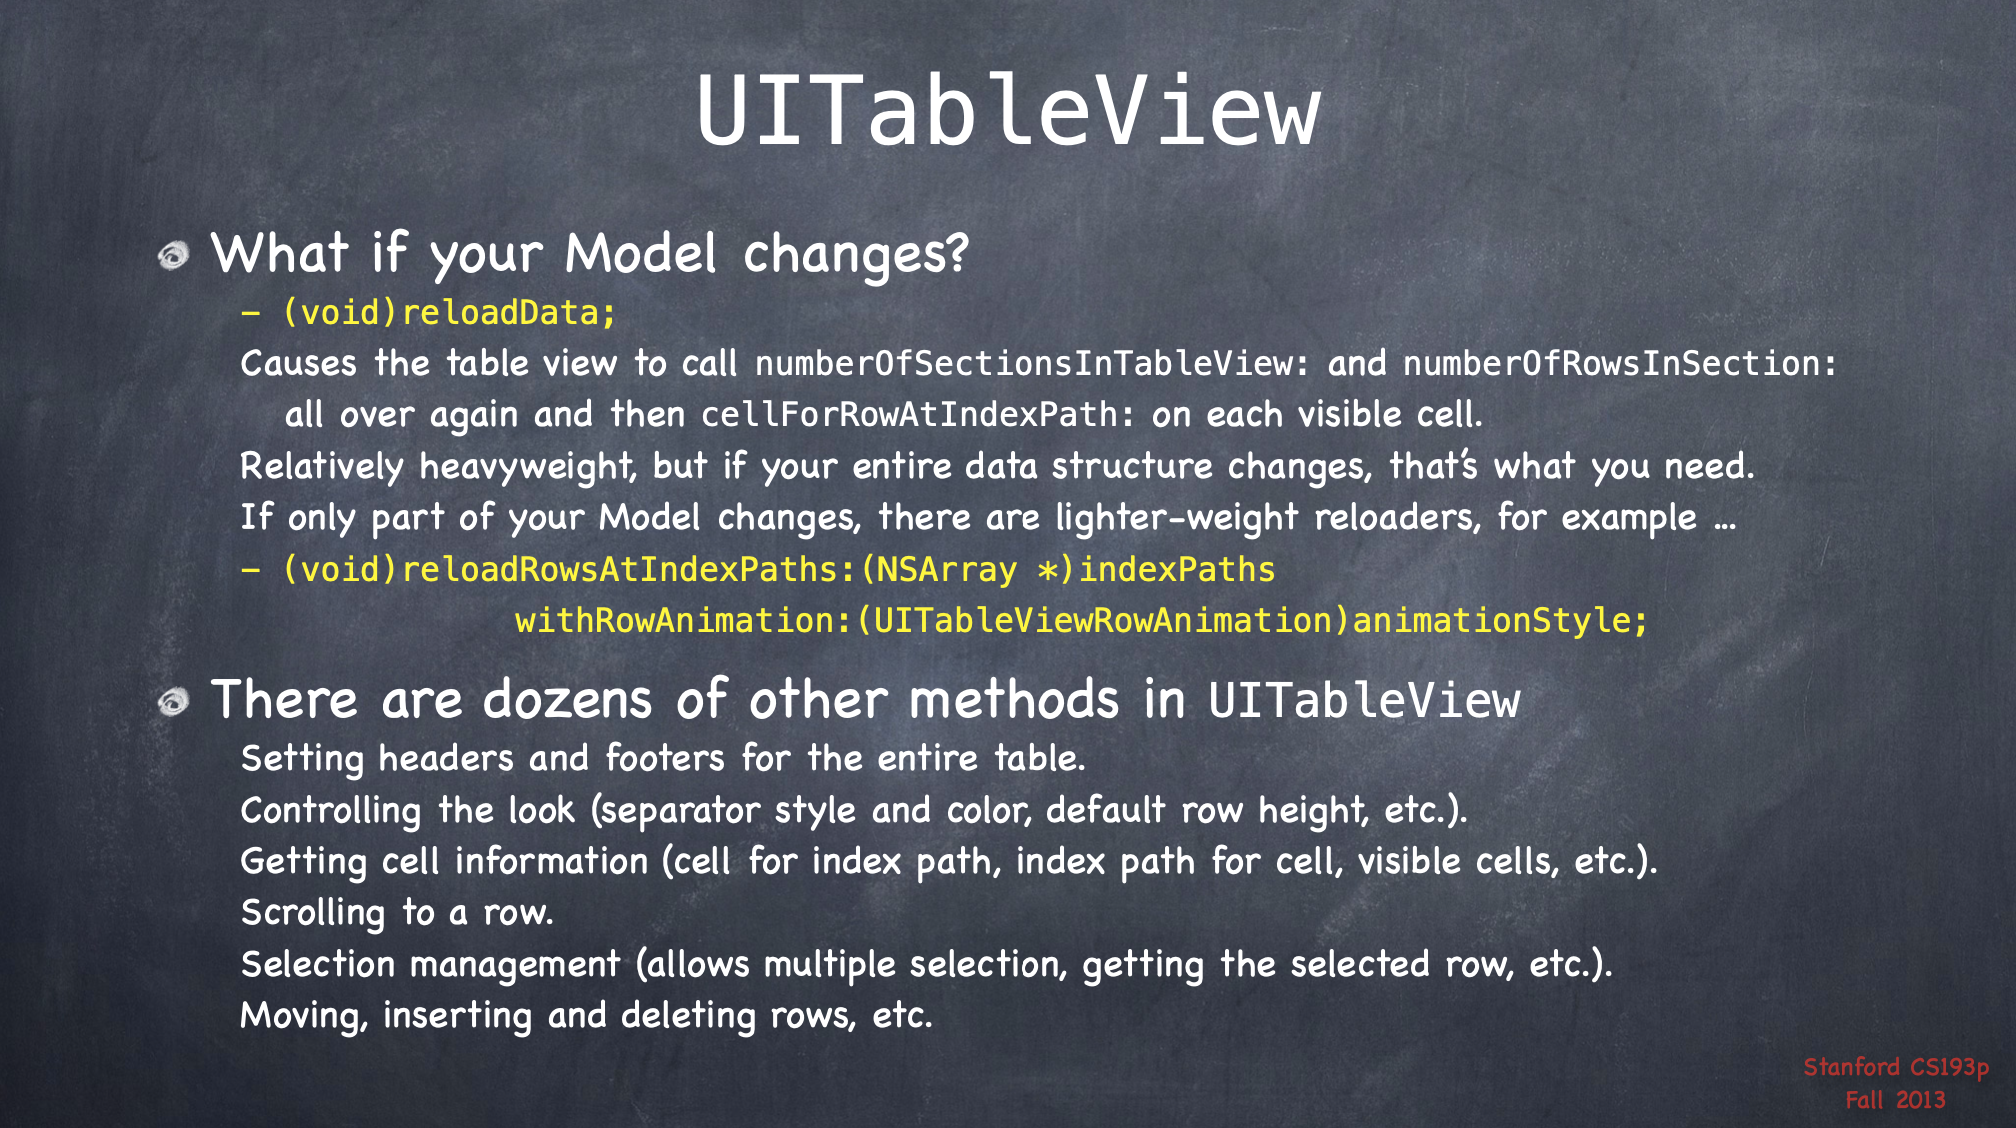 UITableView
What if your Model changes?
- (void)reloadData;
Causes the table view to call numberOfSectionsInTableView: and numberOfRowsInSection:
all over again and then cellForRowAtIndexPath: on each visible cell.
Relatively heavyweight, but if your entire data structure changes, that's what you need.
If only part of your Model changes, there are lighter-weight reloaders, for example ...
- (void)reloadRowsAtIndexPaths:(NSArray *)indexPaths
withRowAnimation:(UITableViewRowAnimation)animationStyle;
There are dozens of other methods in UITableView
Setting headers and footers for the entire table.
Controlling the look (separator style and color, default row height, etc.).
Getting cell information (cell for index path, index path for cell, visible cells, etc.).
Scrolling to a row.
Selection management (allows multiple selection, getting the selected row, etc.).
Moving, inserting and deleting rows, etc.
Stanford CS193p
Fall 2013